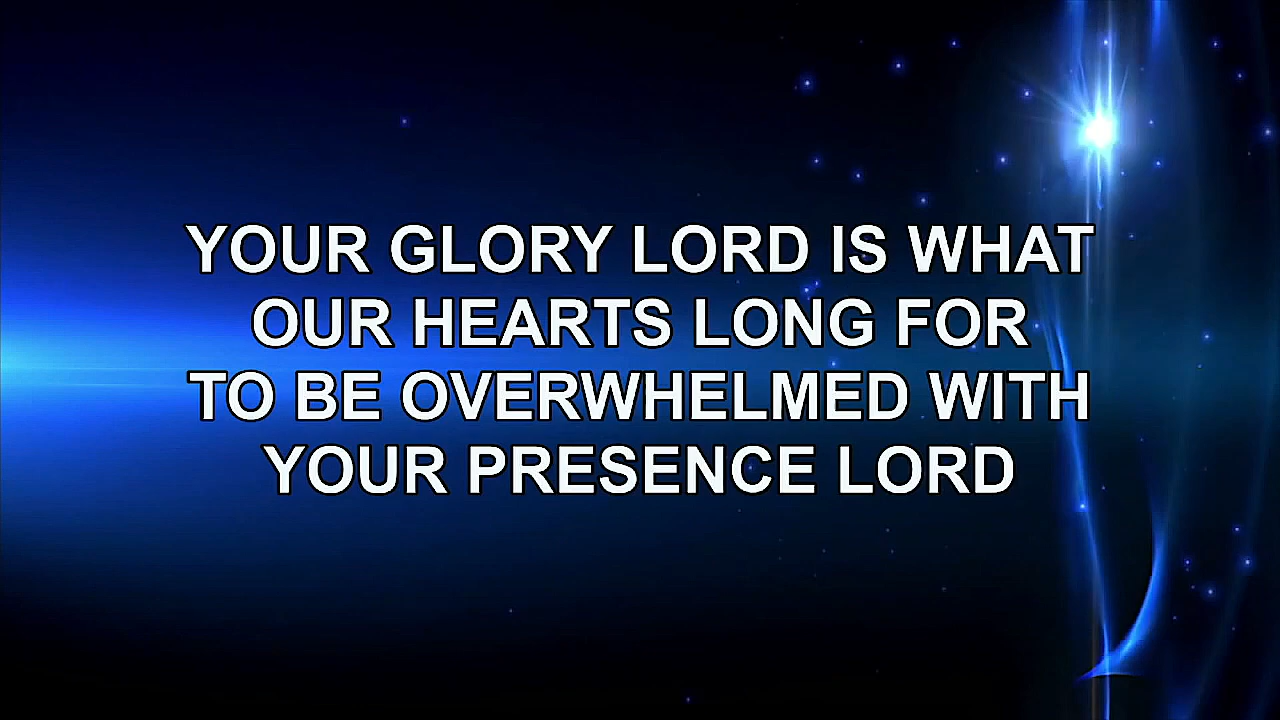 YOUR GLORY LORD IS WHAT
OUR HEARTS LONG FOR
TO BE OVERWHELMED WITH
YOUR PRESENCE LORD